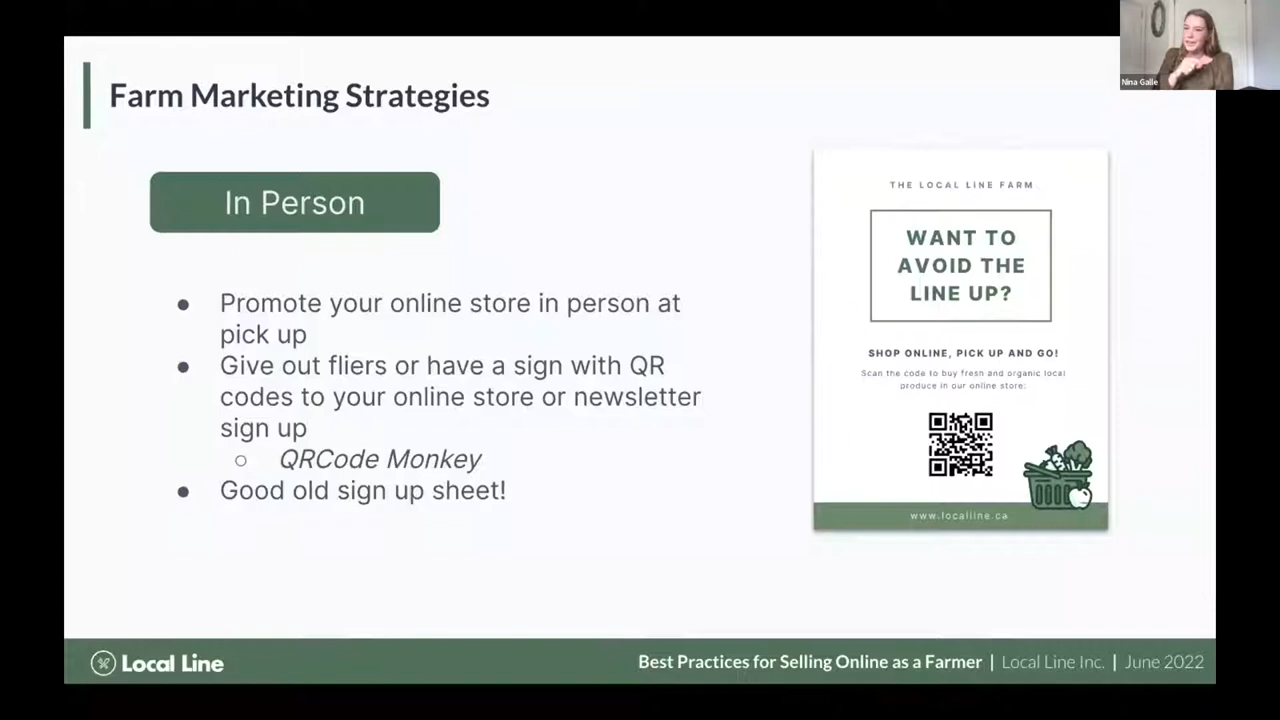 Nina Galle
Farm Marketing Strategies
In Person
● Promote your online store in person at
pick up
● Give out fliers or have a sign with QR
codes to your online store or newsletter
sign up
○ QRCode Monkey
● Good old sign up sheet!
THE LOCAL LINE FARM
WANT TO
AVOID THE
LINE UP?
SHOP ONLINE, PICK UP AND GO!
Scan the code to buy fresh and organic local
produce in our online store:
www.localline.ca
Local Line
Best Practices for Selling Online as a Farmer | Local Line Inc. | June 2022